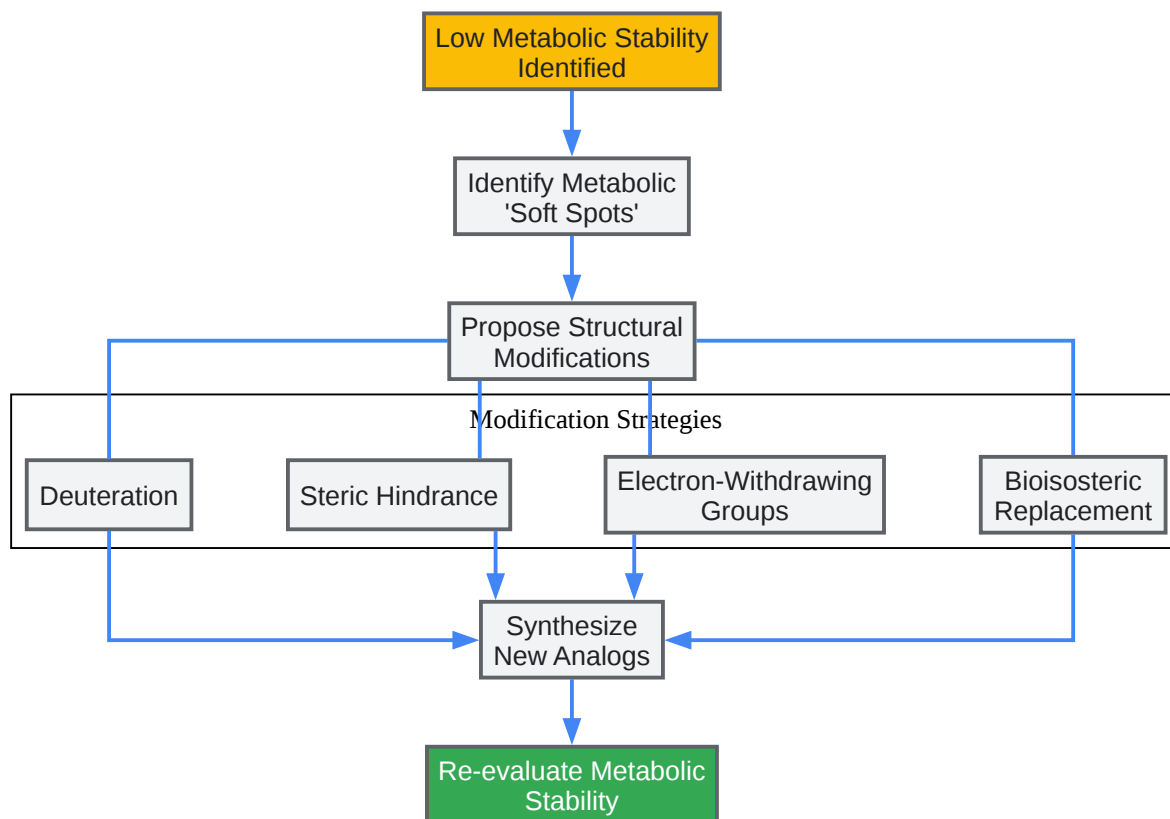 Low Metabolic Stability
Identified
Identify Metabolic
'Soft Spots'
Propose Structural
Modifications
Modification Strategies
Deuteration
Steric Hindrance
Electron-Withdrawing
Groups
Bioisosteric
Replacement
Synthesize
New Analogs
Re-evaluate Metabolic
Stability